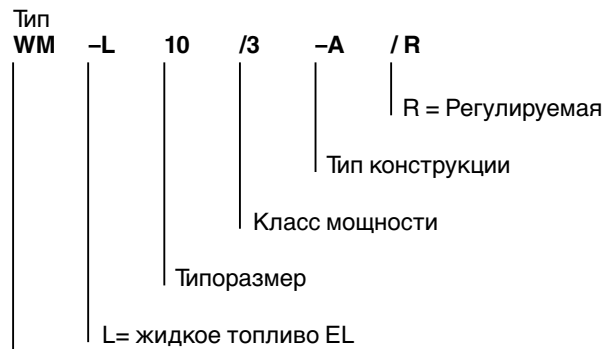 Тип
WM –L 10 /3 –A / R
R = Регулируемая
Тип конструкции
Класс мощности
Типоразмер
L= жидкое топливо EL